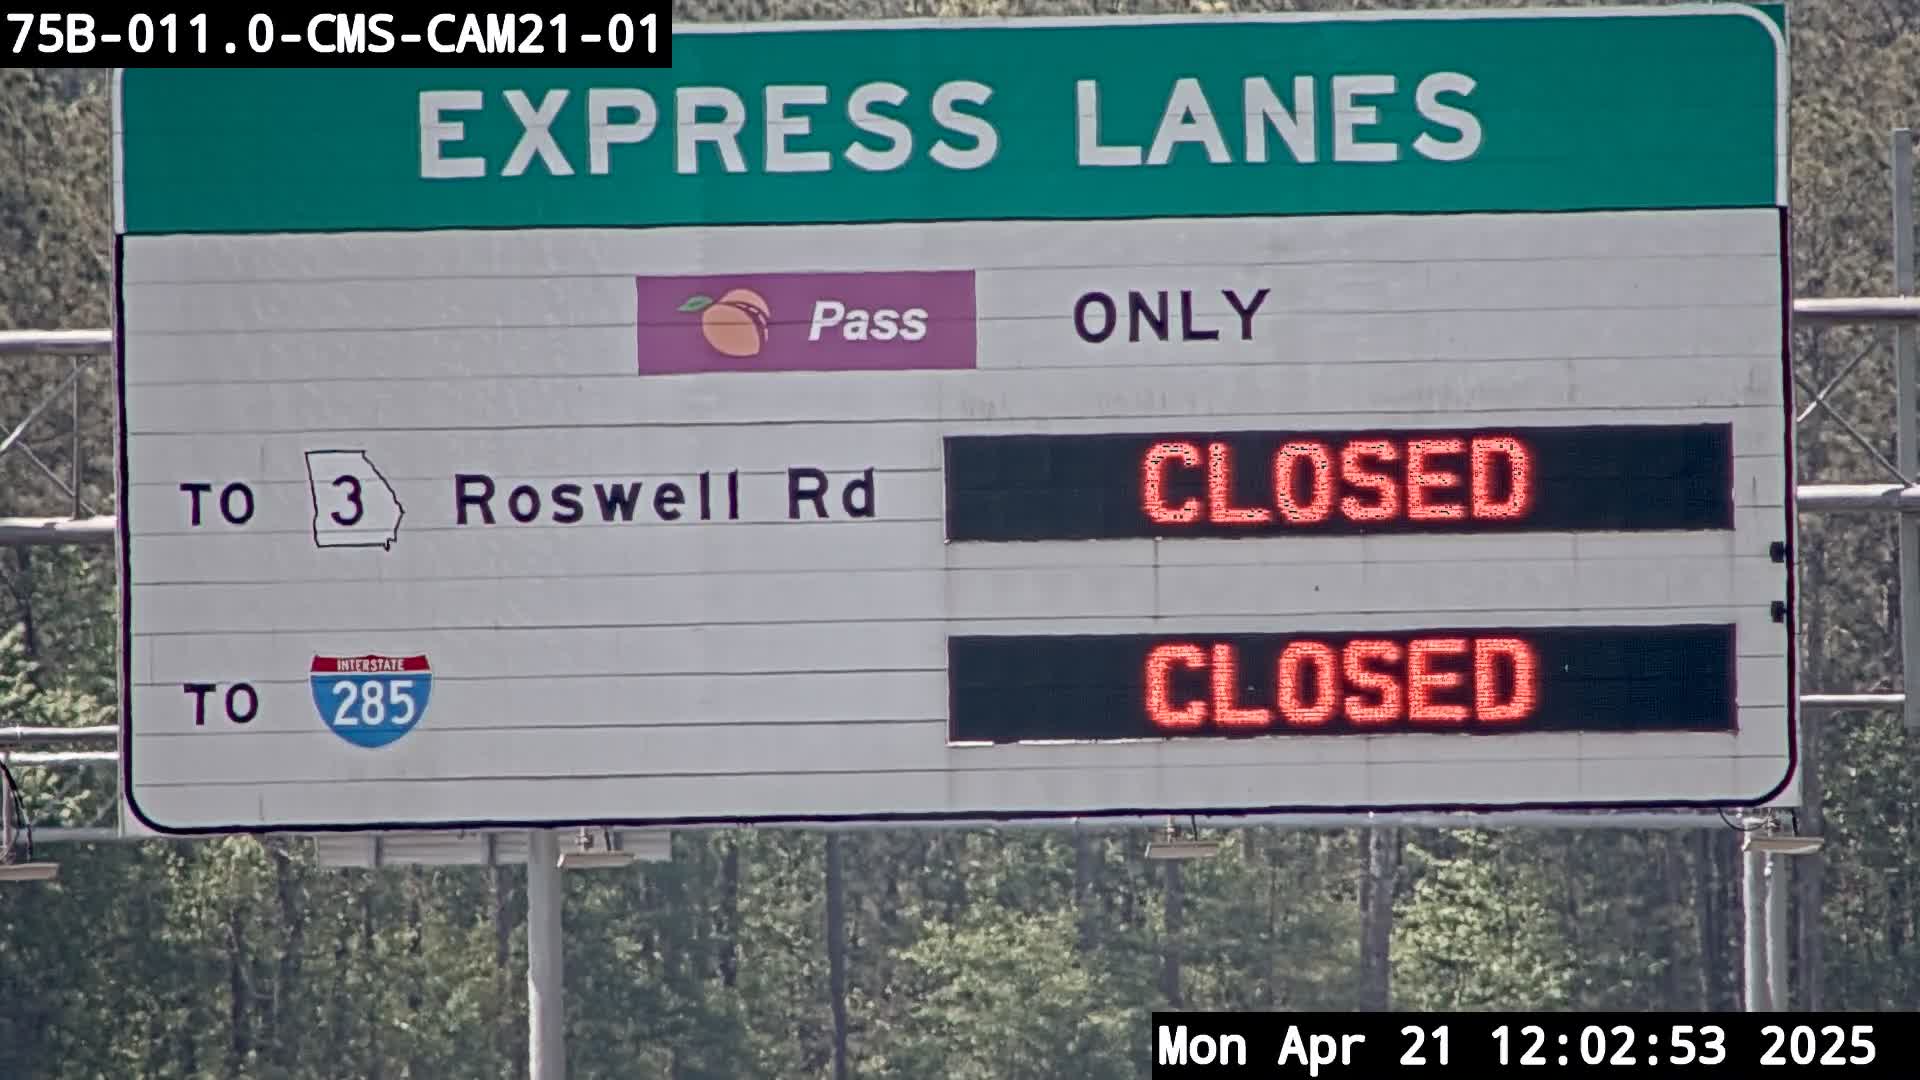 75B-011.0-CMS-CAM21-01
EXPRESS LANES
Pass ONLY
TO 3 Roswell Rd CLOSED
INTERSTATE
TO 285 CLOSED
Mon Apr 21 12:02:53 2025